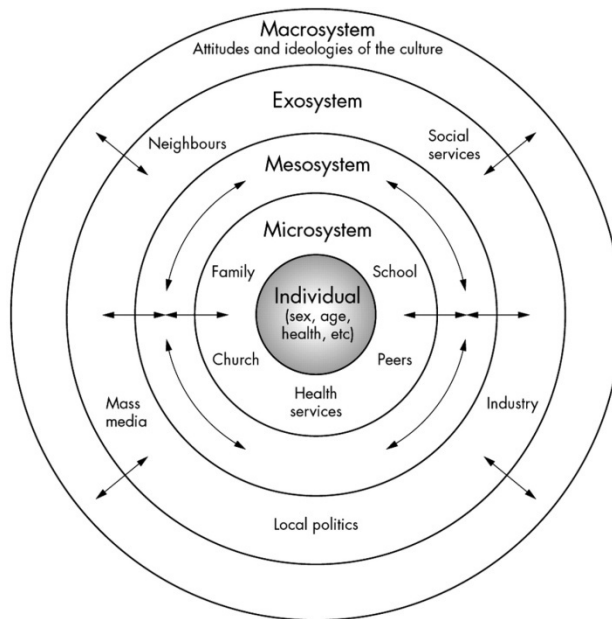 Macrosystem
Attitudes and ideologies of the culture
Exosystem
Neighbours
Social
services
Mesosystem
Microsystem
Family
School
Individual
(sex, age,
health, etc)
Church
Peers
Health
services
Mass
media
Industry
Local politics